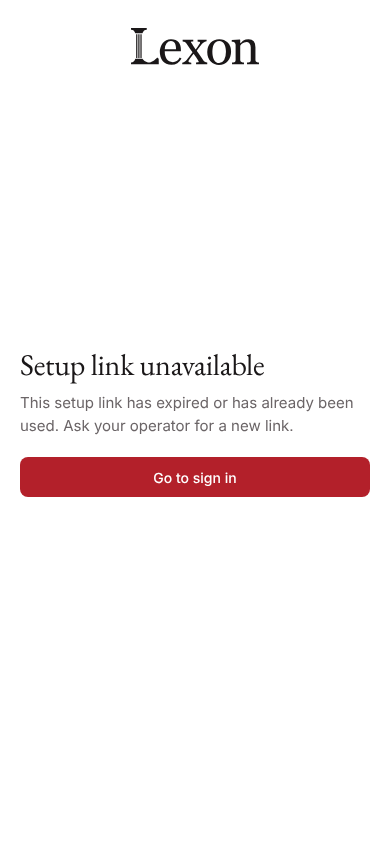 Lexon
Setup link unavailable
This setup link has expired or has already been
used. Ask your operator for a new link.
Go to sign in